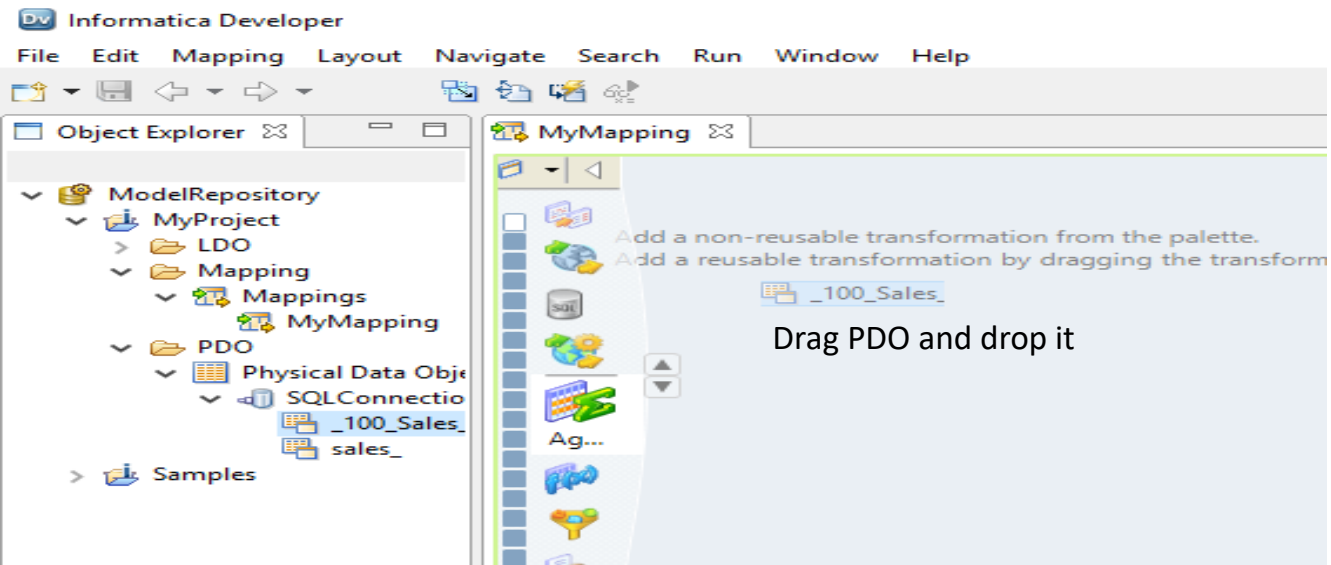 Dv Informatica Developer
File Edit Mapping Layout Navigate Search Run Window Help
Object Explorer
MyMapping
ModelRepository
MyProject
LDO
Mapping
Mappings
MyMapping
PDO
Physical Data Obje
SQLConnectio
_100_Sales_
sales_
Samples
Add a non-reusable transformation from the palette.
Add a reusable transformation by dragging the transform
_100_Sales_
Drag PDO and drop it
SQL
Ag...
f(x)